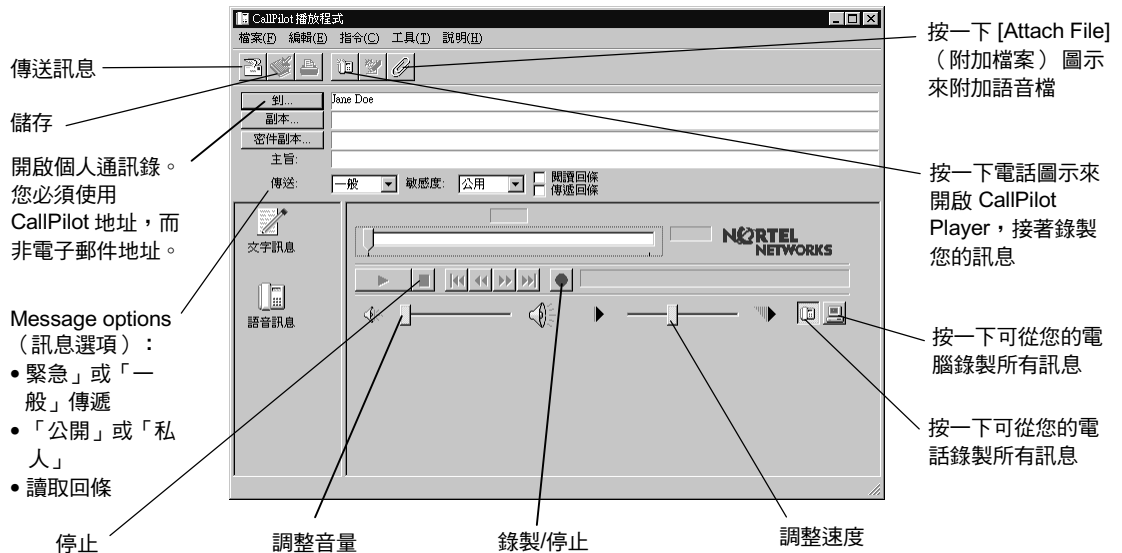 CallPilot 播放程式
檔案(F) 編輯(E) 指令(C) 工具(T) 說明(H)
到...
Jane Doe
副本...
密件副本...
主旨:
傳送:
一般
敏感度:
公用
閱讀回條
傳遞回條
文字訊息
語音訊息
NORTEL
NETWORKS
傳送訊息
儲存
開啟個人通訊錄。
您必須使用
CallPilot 地址，而
非電子郵件地址。
Message options
（訊息選項）：
• 緊急」或「一
般」傳遞
• 「公開」或「私
人」
• 讀取回條
停止
調整音量
錄製/停止
調整速度
按一下 [Attach File]
（附加檔案）圖示
來附加語音檔
按一下電話圖示來
開啟 CallPilot
Player，接著錄製
您的訊息
按一下可從您的電
腦錄製所有訊息
按一下可從您的電
話錄製所有訊息